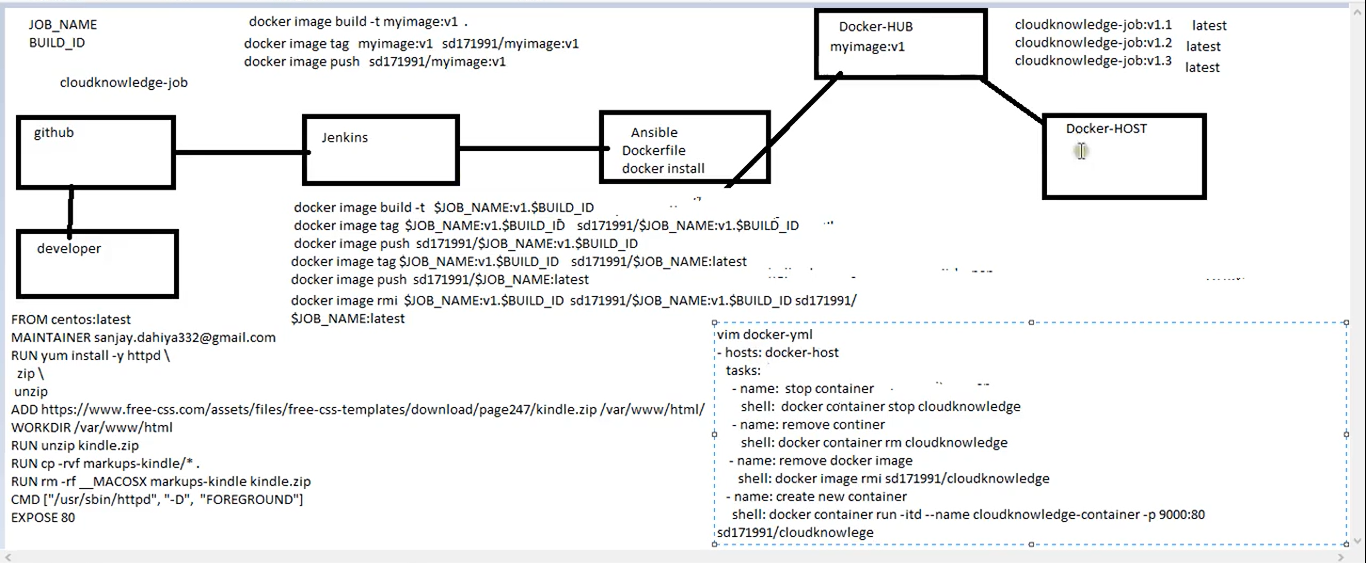 JOB_NAME
BUILD_ID
cloudknowledge-job
docker image build -t myimage:v1 .
docker image tag myimage:v1 sd171991/myimage:v1
docker image push sd171991/myimage:v1
Docker-HUB
myimage:v1
cloudknowledge-job:v1.1 latest
cloudknowledge-job:v1.2 latest
cloudknowledge-job:v1.3 latest
github
Jenkins
Ansible
Dockerfile
docker install
Docker-HOST
developer
docker image build -t $JOB_NAME:v1.$BUILD_ID
docker image tag $JOB_NAME:v1.$BUILD_ID sd171991/$JOB_NAME:v1.$BUILD_ID
docker image push sd171991/$JOB_NAME:v1.$BUILD_ID
docker image tag $JOB_NAME:v1.$BUILD_ID sd171991/$JOB_NAME:latest
docker image push sd171991/$JOB_NAME:latest
docker image rmi $JOB_NAME:v1.$BUILD_ID sd171991/$JOB_NAME:v1.$BUILD_ID sd171991/
$JOB_NAME:latest
FROM centos:latest
MAINTAINER sanjay.dahiya332@gmail.com
RUN yum install -y httpd \
zip \
unzip
ADD https://www.free-css.com/assets/files/free-css-templates/download/page247/kindle.zip /var/www/html/
WORKDIR /var/www/html
RUN unzip kindle.zip
RUN cp -rvf markups-kindle/* .
RUN rm -rf __MACOSX markups-kindle kindle.zip
CMD ["/usr/sbin/httpd", "-D", "FOREGROUND"]
EXPOSE 80
vim docker-yml
- hosts: docker-host
tasks:
- name: stop container
shell: docker container stop cloudknowledge
- name: remove continer
shell: docker container rm cloudknowledge
- name: remove docker image
shell: docker image rmi sd171991/cloudknowledge
- name: create new container
shell: docker container run -itd --name cloudknowledge-container -p 9000:80
sd171991/cloudknowlege